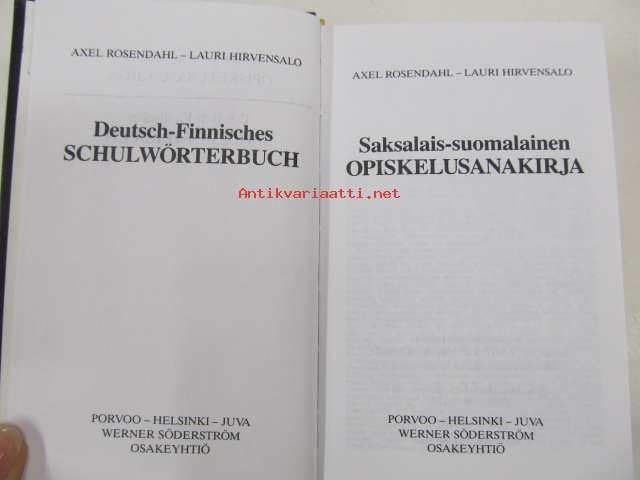 AXEL ROSENDAHL – LAURI HIRVENSALO
Deutsch-Finnisches
SCHULWÖRTERBUCH
PORVOO – HELSINKI – JUVA
WERNER SÖDERSTRÖM
OSAKEYHTIÖ
AXEL ROSENDAHL – LAURI HIRVENSALO
Saksalais-suomalainen
OPISKELUSANAKIRJA
PORVOO – HELSINKI – JUVA
WERNER SÖDERSTRÖM
OSAKEYHTIÖ
Antikvariaatti.net